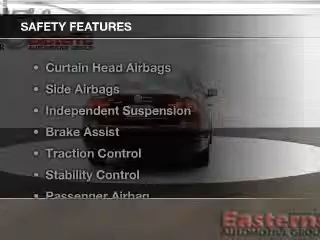 SAFETY FEATURES
Curtain Head Airbags
Side Airbags
Independent Suspension
Brake Assist
Traction Control
Stability Control
Passenger Airbag
Eastern's
AUTOMOTIVE GROUP